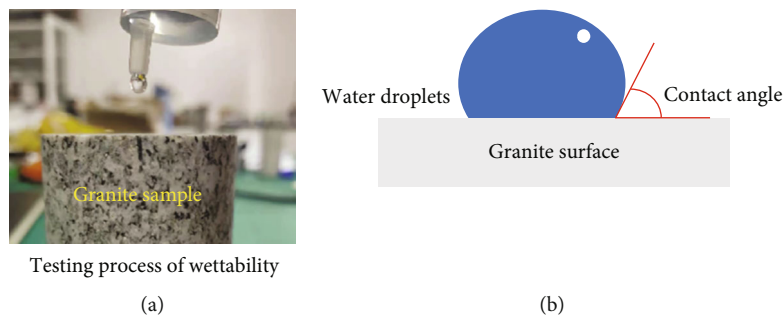 Granite sample
Testing process of wettability
(a)
Water droplets
Contact angle
Granite surface
(b)